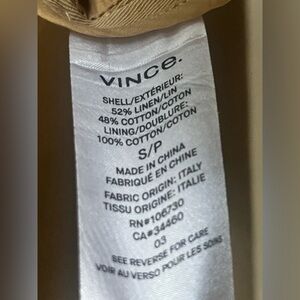 VINCE.
SHELL/EXTÉRIEUR:
52% LINEN/LIN
48% COTTON/COTON
LINING/DOUBLURE:
100% COTTON/COTON
S/P
MADE IN CHINA
FABRIQUÉ EN CHINE
FABRIC ORIGIN: ITALY
TISSU ORIGINE: ITALIE
RN#106730
CA#34460
03
SEE REVERSE FOR CARE
VOIR AU VERSO POUR LES SOINS